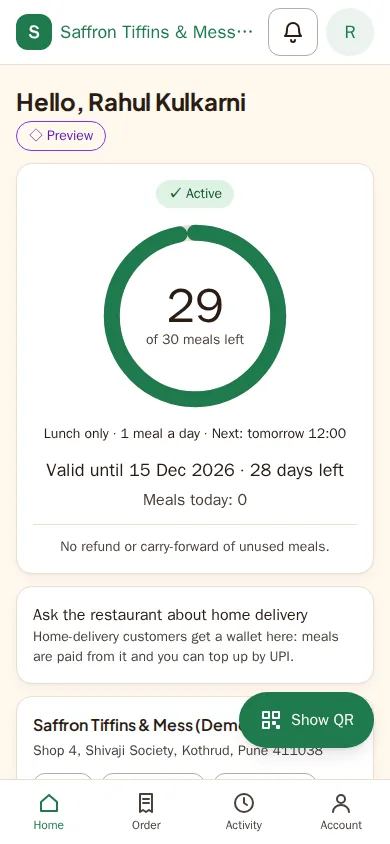 S Saffron Tiffins & Mess··· R
Hello, Rahul Kulkarni
Preview
✓ Active
29
of 30 meals left
Lunch only · 1 meal a day · Next: tomorrow 12:00
Valid until 15 Dec 2026 · 28 days left
Meals today: 0
No refund or carry-forward of unused meals.
Ask the restaurant about home delivery
Home-delivery customers get a wallet here: meals
are paid from it and you can top up by UPI.
Saffron Tiffins & Mess (Dem
Show QR
Shop 4, Shivaji Society, Kothrud, Pune 411038
Home Order Activity Account